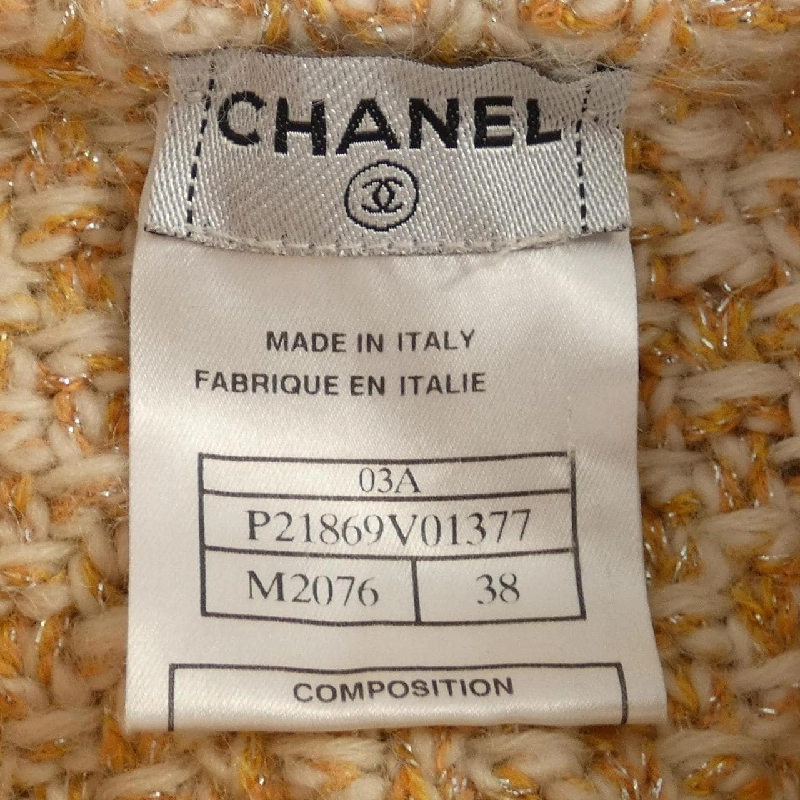 CHANEL
MADE IN ITALY
FABRIQUE EN ITALIE
03A
P21869V01377
M2076 38
COMPOSITION